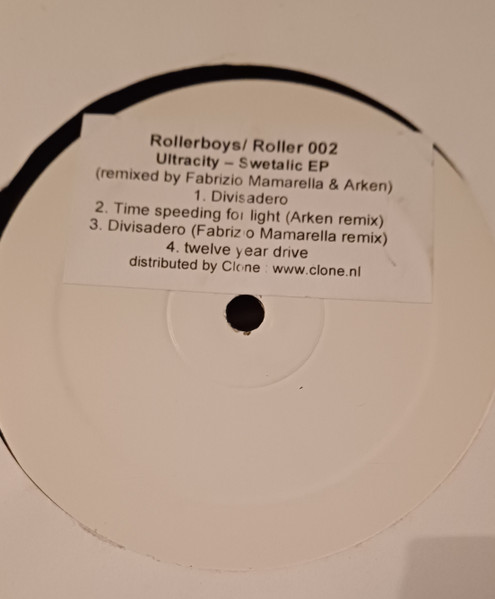 Rollerboys/ Roller 002
Ultracity – Swetalic EP
(remixed by Fabrizio Mamarella & Arken)
1. Divisadero
2. Time speeding for light (Arken remix)
3. Divisadero (Fabrizio Mamarella remix)
4. twelve year drive
distributed by Clone : www.clone.nl